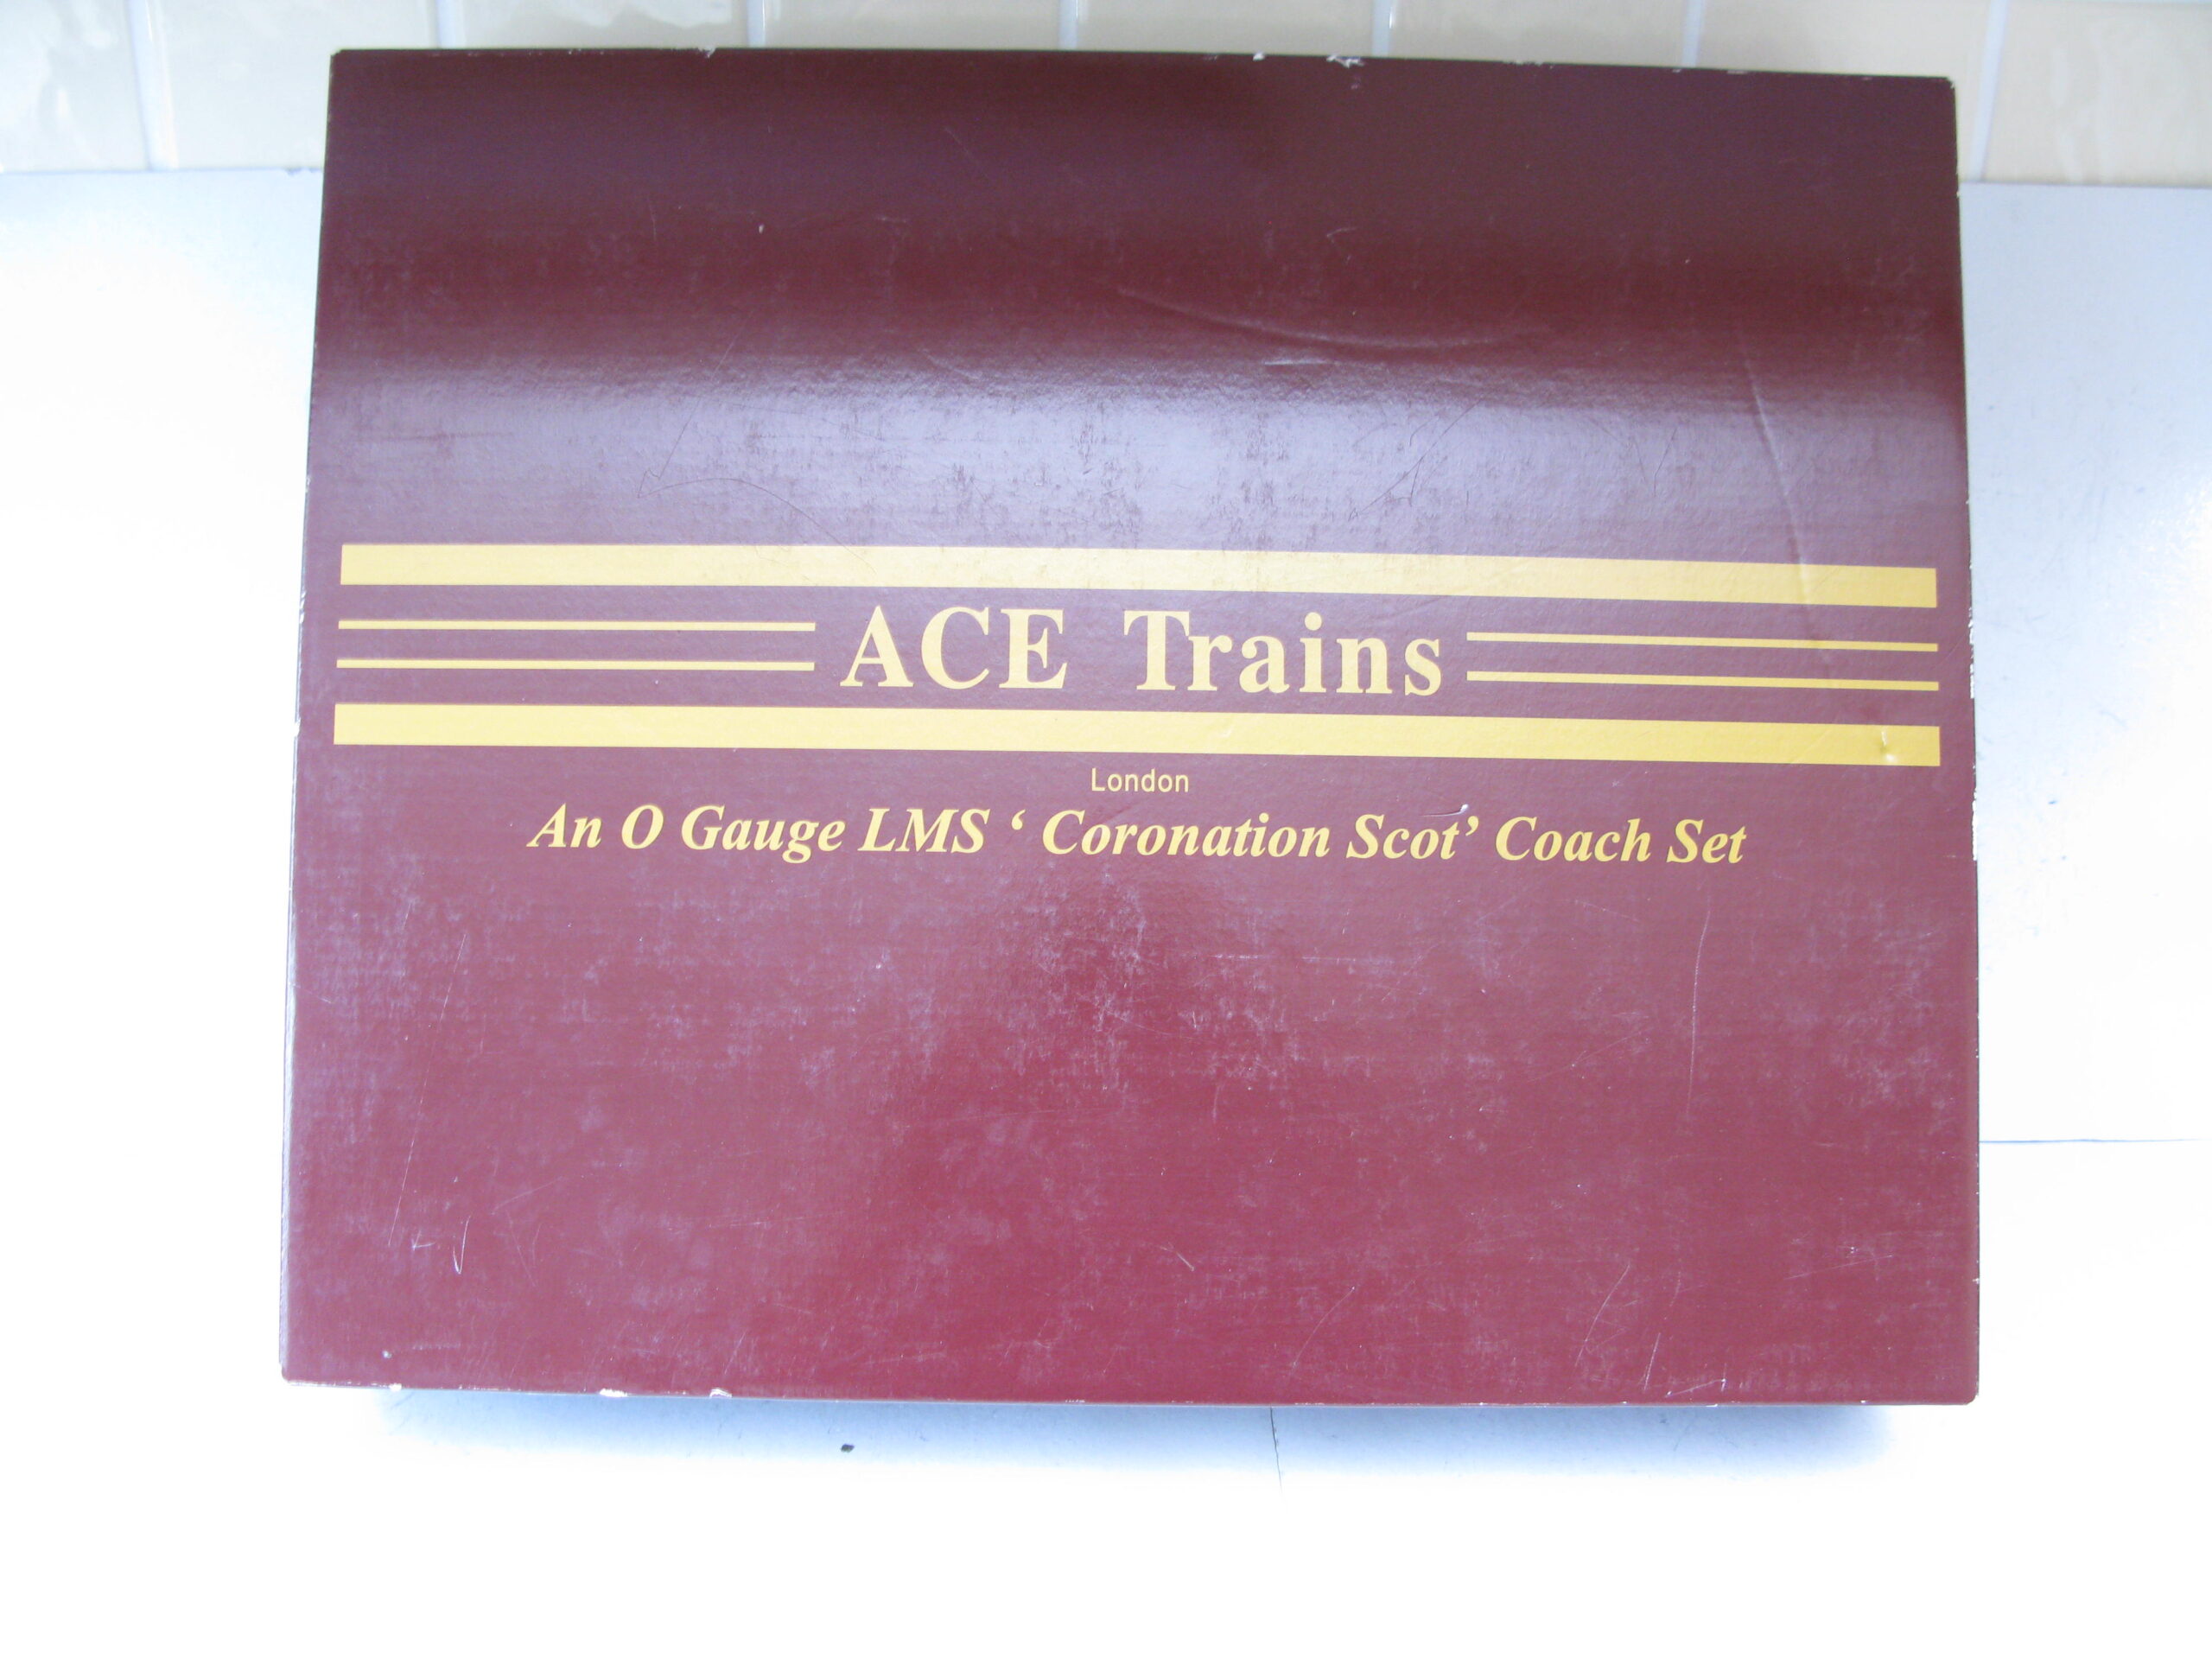 ACE Trains
London
An O Gauge LMS ‘ Coronation Scot’ Coach Set